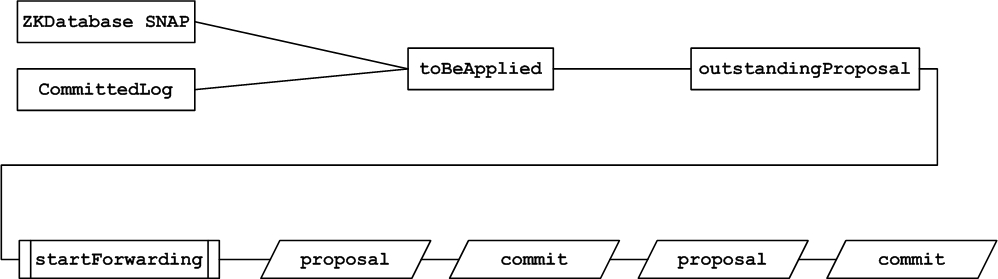 ZKDatabase SNAP
CommittedLog
toBeApplied
outstandingProposal
startForwarding
proposal
commit
proposal
commit